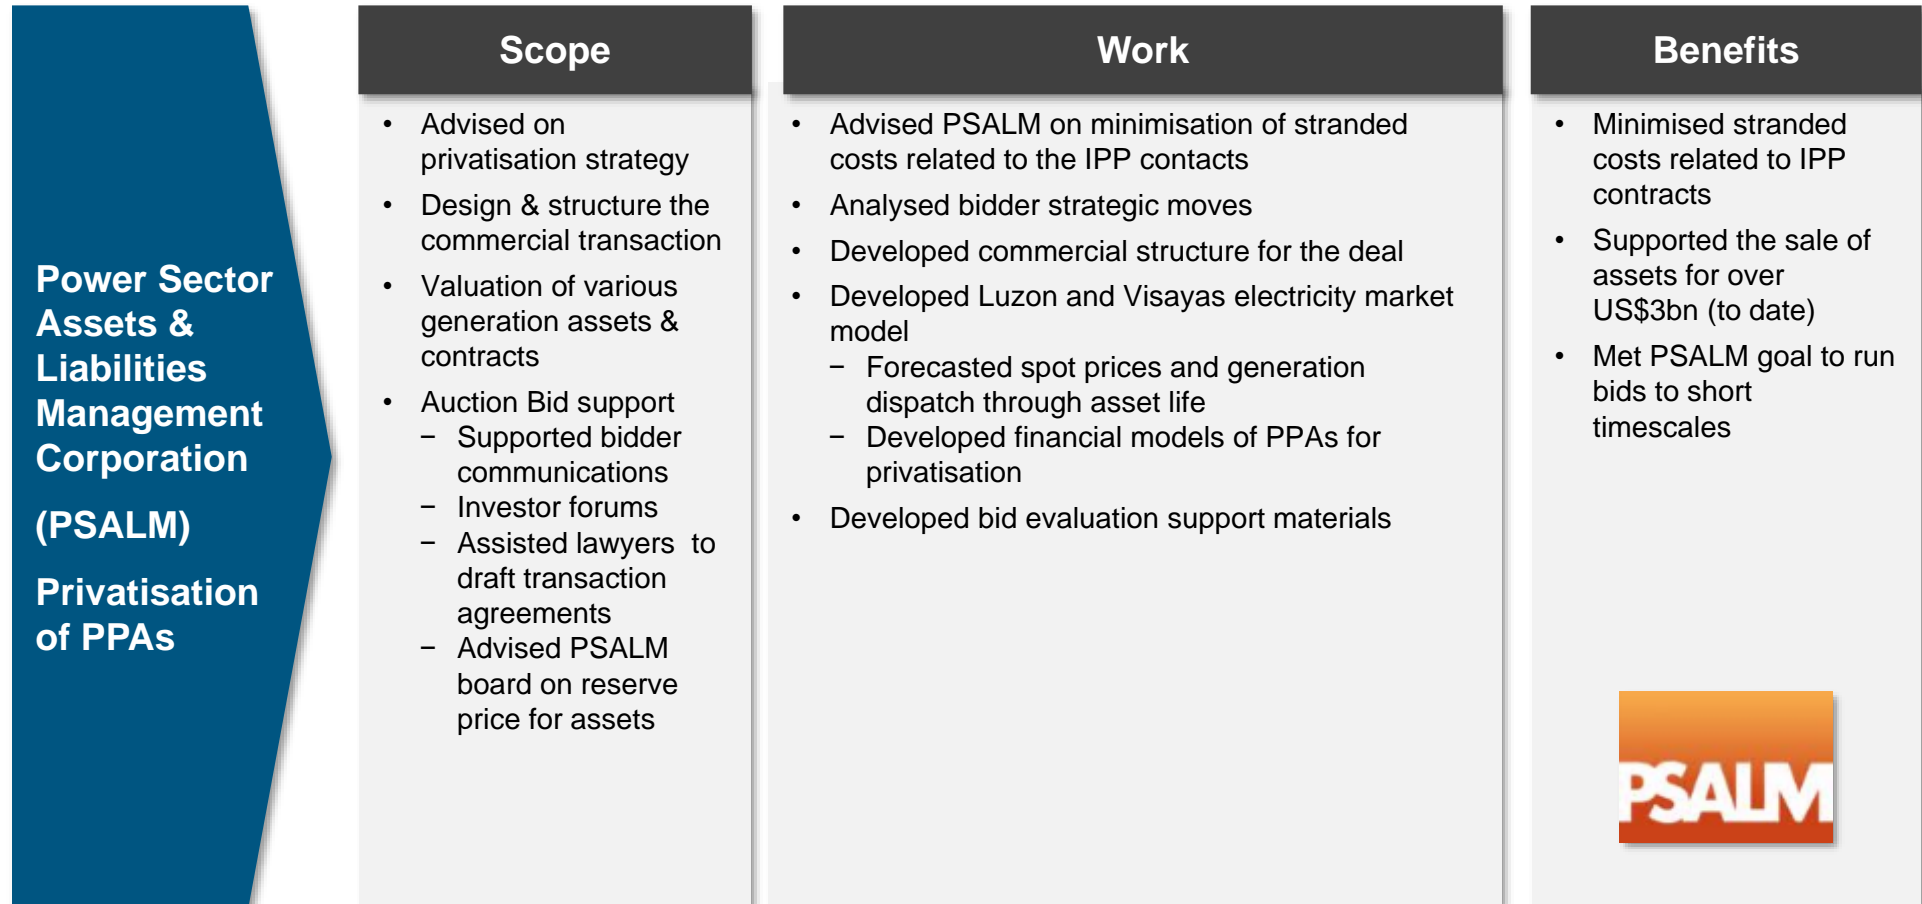 Power Sector
Assets &
Liabilities
Management
Corporation
(PSALM)
Privatisation
of PPAs
Scope
• Advised on
privatisation strategy
• Design & structure the
commercial transaction
• Valuation of various
generation assets &
contracts
• Auction Bid support
− Supported bidder
communications
− Investor forums
− Assisted lawyers to
draft transaction
agreements
− Advised PSALM
board on reserve
price for assets
Work
• Advised PSALM on minimisation of stranded
costs related to the IPP contacts
• Analysed bidder strategic moves
• Developed commercial structure for the deal
• Developed Luzon and Visayas electricity market
model
− Forecasted spot prices and generation
dispatch through asset life
− Developed financial models of PPAs for
privatisation
• Developed bid evaluation support materials
Benefits
• Minimised stranded
costs related to IPP
contracts
• Supported the sale of
assets for over
US$3bn (to date)
• Met PSALM goal to run
bids to short
timescales
PSALM